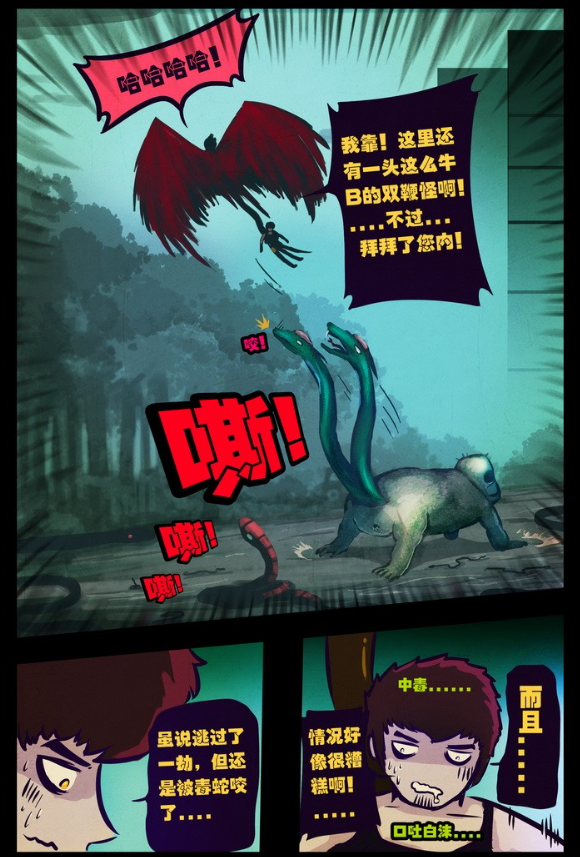 哈哈哈哈！
我靠！这里还
有一头这么牛
B的双鞭怪啊！
....不过...
拜拜了您内！
咬！
嘶！
嘶！
嘶！
虽说逃过了
一劫，但还
是被毒蛇咬
了....
中毒......
而且......
情况好
像很糟
糕啊！
.....
口吐白沫....